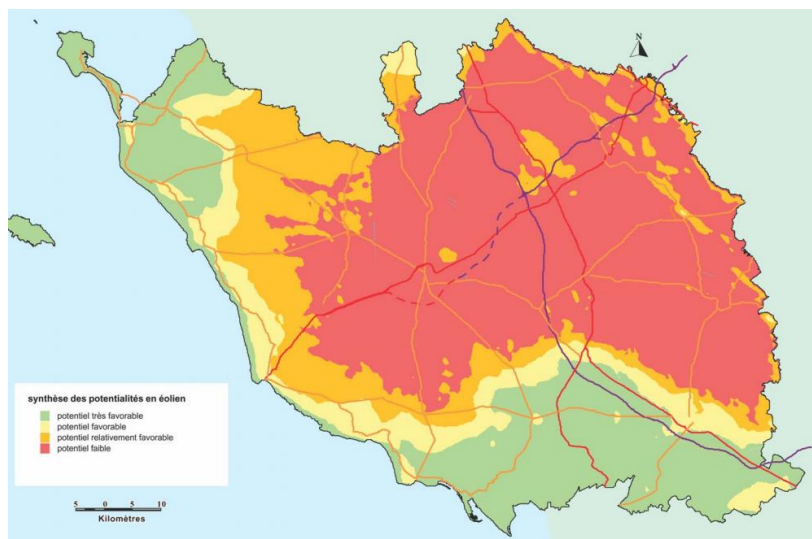 N
synthèse des potentialités en éolien
potentiel très favorable
potentiel favorable
potentiel relativement favorable
potentiel faible
5 0 5 10
Kilomètres